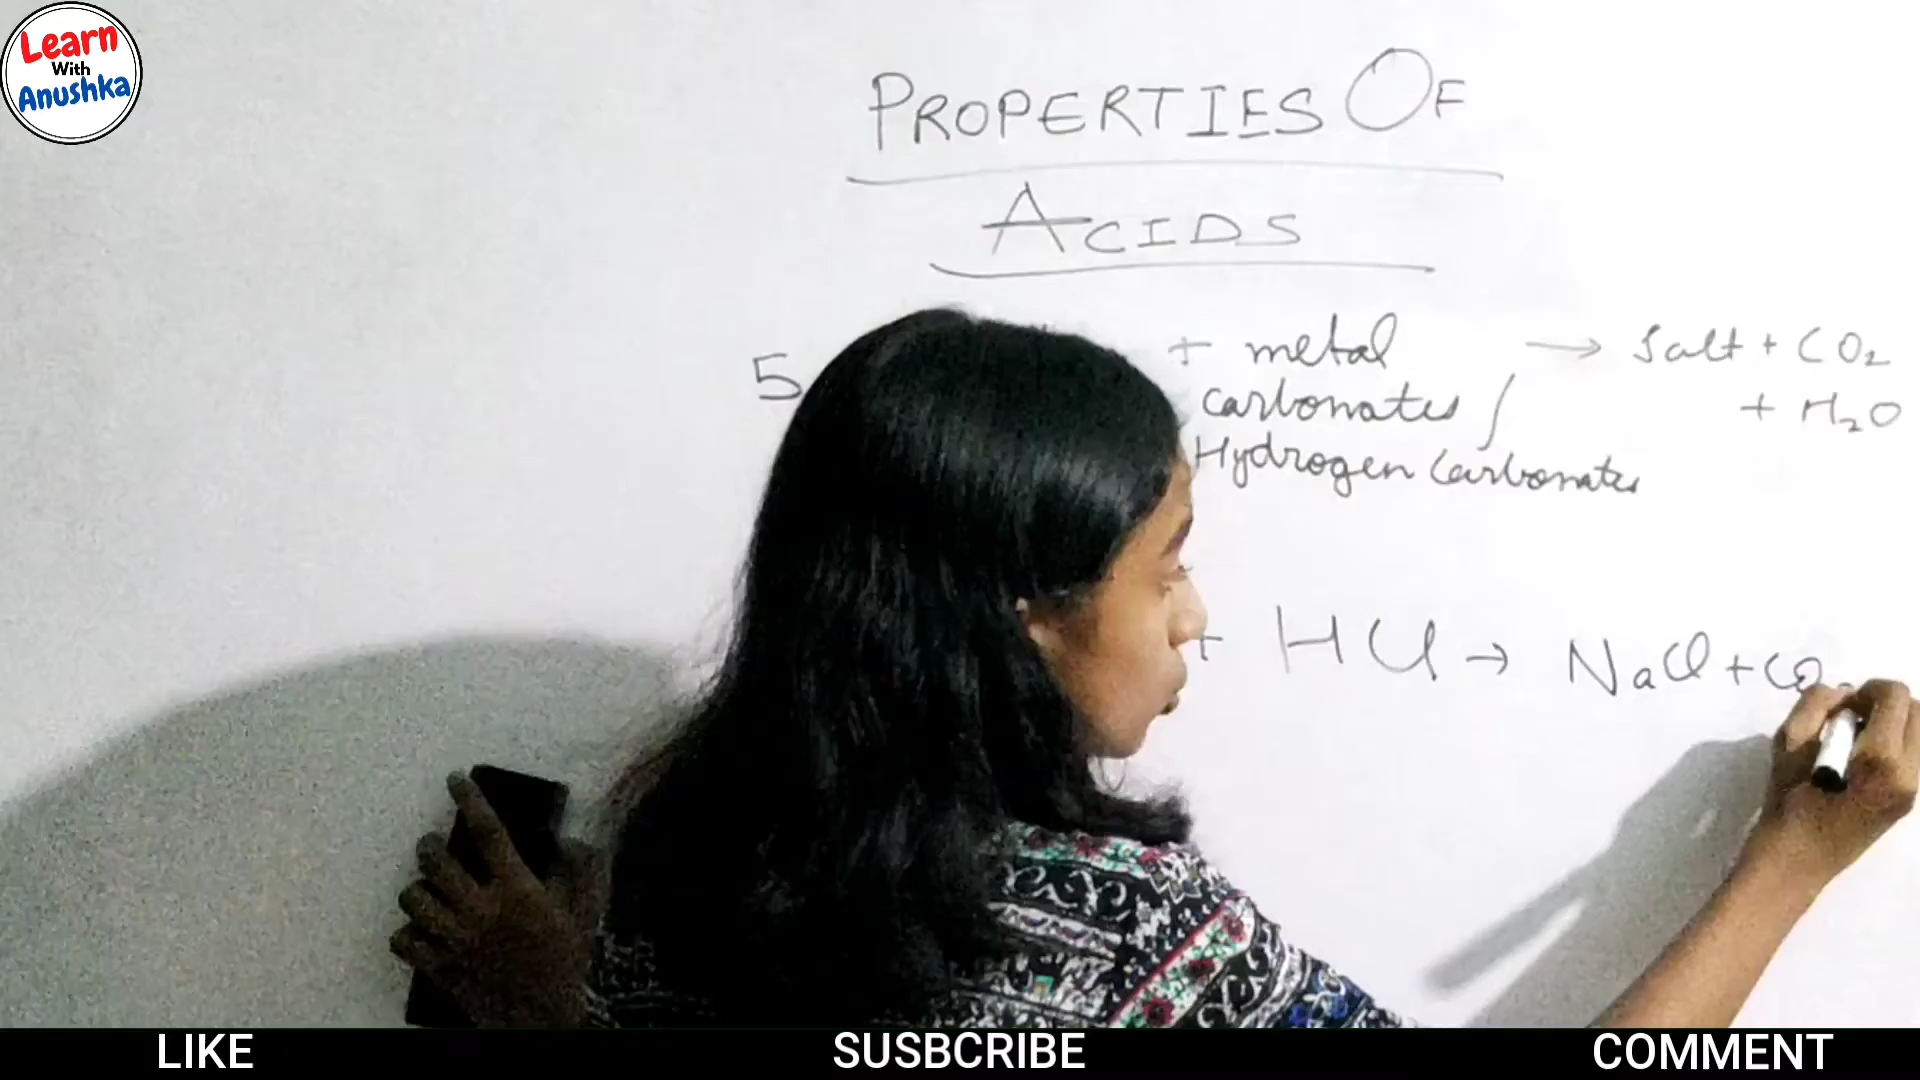 Learn
With
Anushka
PROPERTIES OF
ACIDS
5 + metal → Salt + CO₂
carbonates / + H₂O
Hydrogen Carbonates
+ HCl → NaCl + CO
LIKE SUSBCRIBE COMMENT